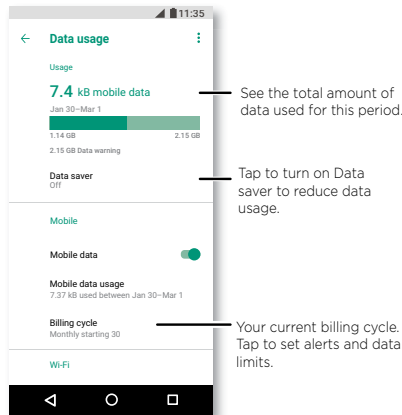 11:35
Data usage
Usage
7.4 kB mobile data
Jan 30–Mar 1
1.14 GB 2.15 GB
2.15 GB Data warning
Data saver
Off
Mobile
Mobile data
Mobile data usage
7.37 kB used between Jan 30–Mar 1
Billing cycle
Monthly starting 30
Wi-Fi
See the total amount of
data used for this period.
Tap to turn on Data
saver to reduce data
usage.
Your current billing cycle.
Tap to set alerts and data
limits.